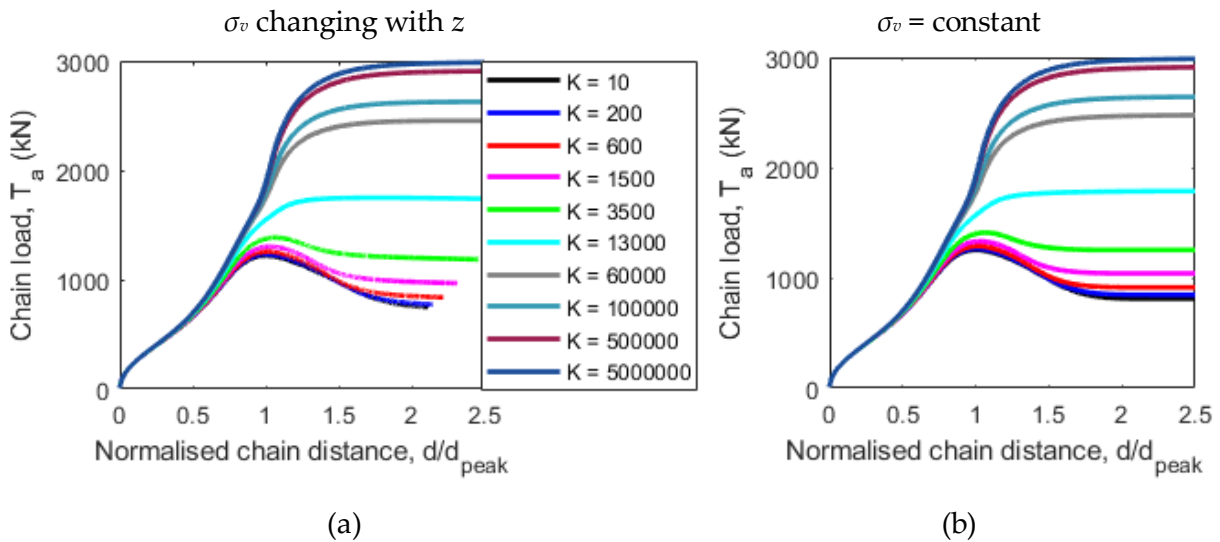 σv changing with z
σv = constant
3000
2000
1000
0
Chain load, Ta (kN)
0 0.5 1 1.5 2 2.5
Normalised chain distance, d/dpeak
K = 10
K = 200
K = 600
K = 1500
K = 3500
K = 13000
K = 60000
K = 100000
K = 500000
K = 5000000
3000
2000
1000
0
Chain load, Ta (kN)
0 0.5 1 1.5 2 2.5
Normalised chain distance, d/dpeak
(a)
(b)